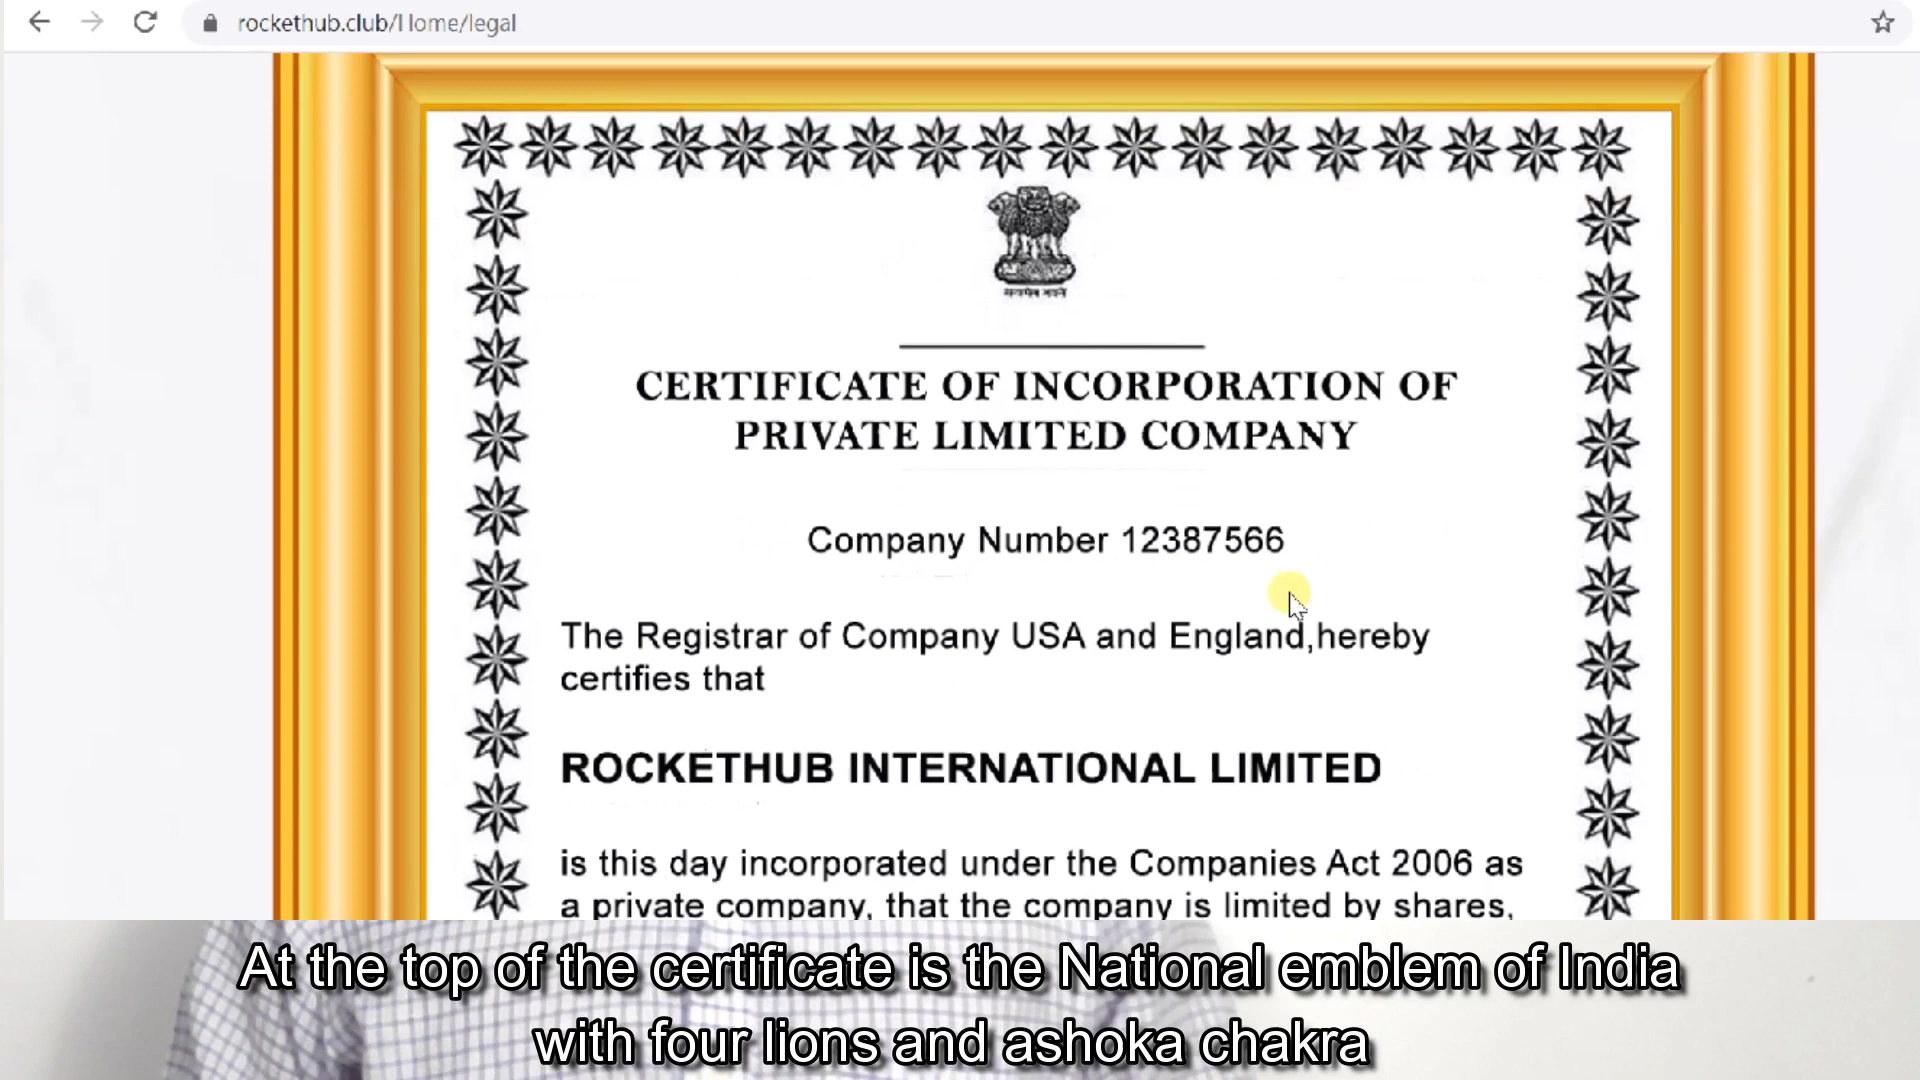 rockethub.club/Home/legal
सत्यमेव जयते
CERTIFICATE OF INCORPORATION OF
PRIVATE LIMITED COMPANY
Company Number 12387566
The Registrar of Company USA and England,hereby
certifies that
ROCKETHUB INTERNATIONAL LIMITED
is this day incorporated under the Companies Act 2006 as
a private company, that the company is limited by shares,
At the top of the certificate is the National emblem of India
with four lions and ashoka chakra